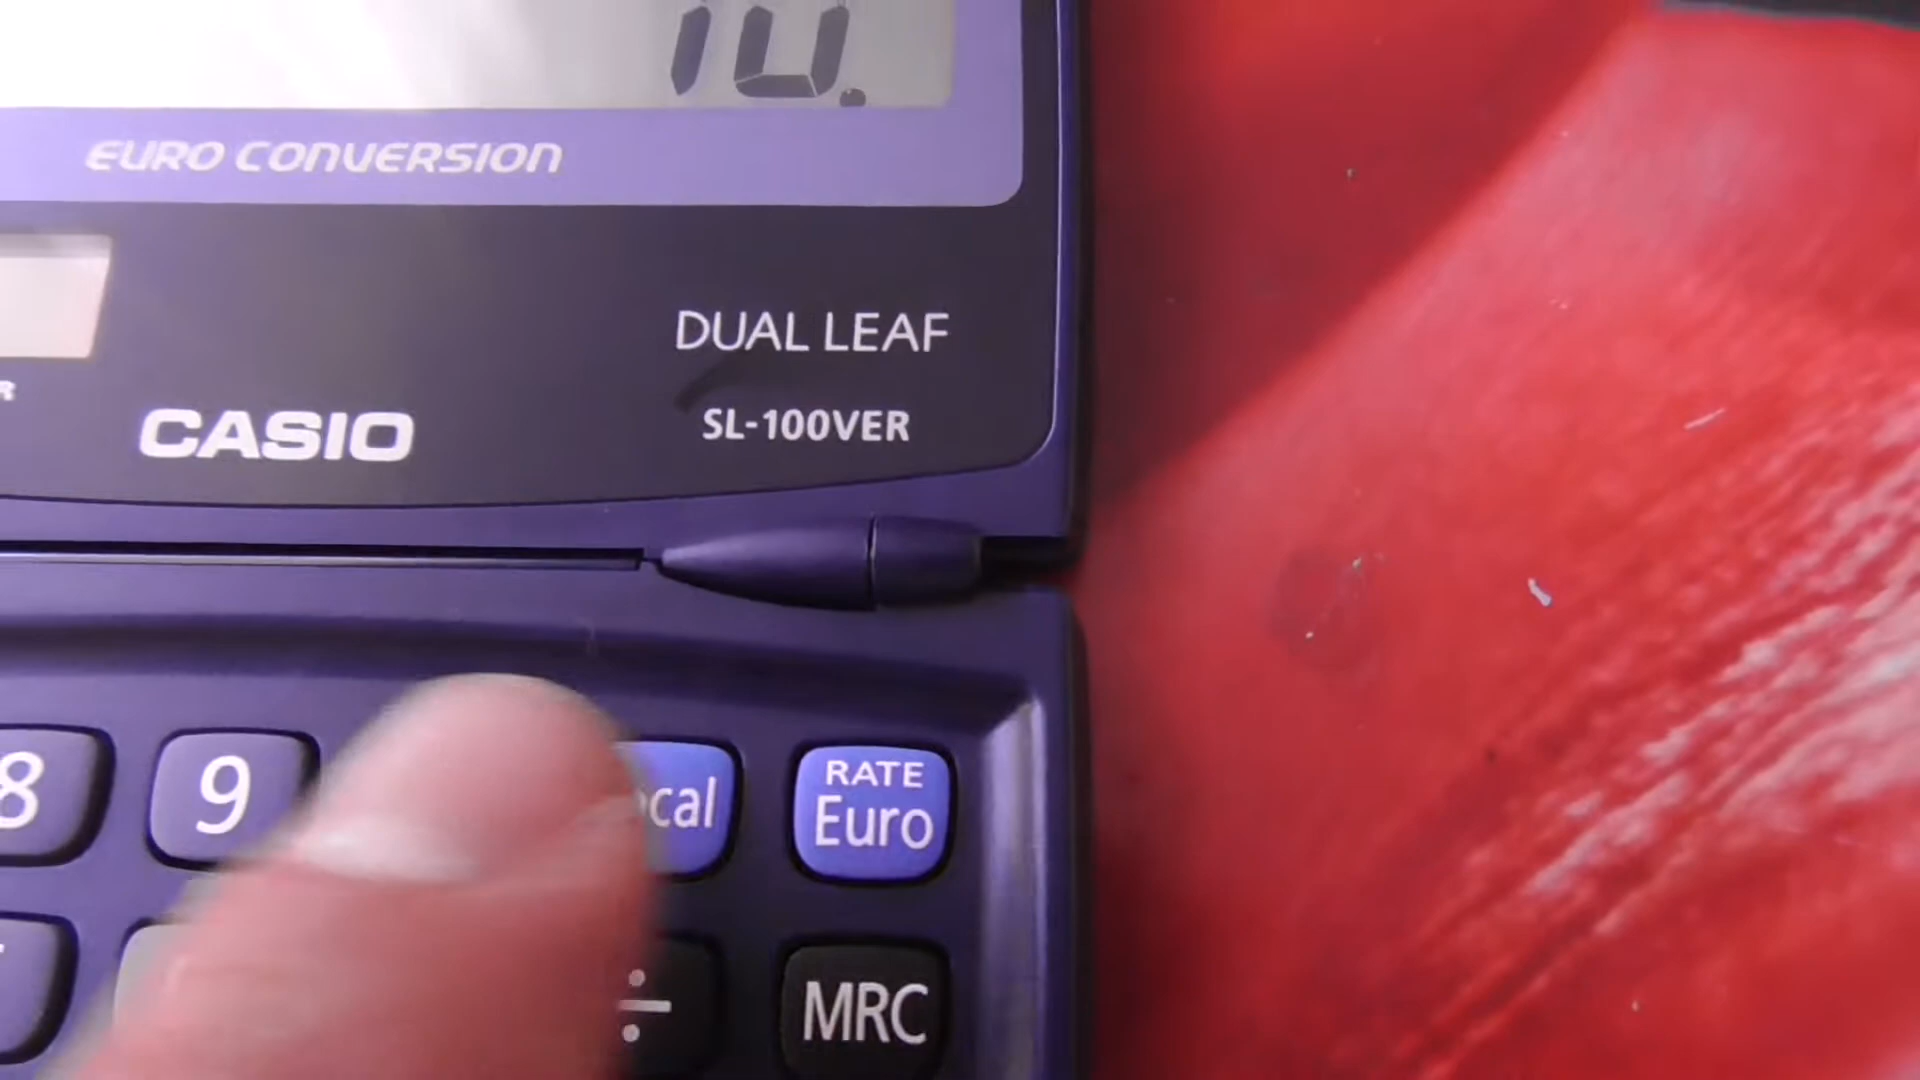 10.
EURO CONVERSION
DUAL LEAF
SL-100VER
CASIO
8
9
RATE
Euro
÷
MRC